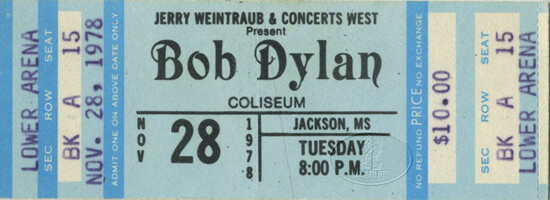 LOWER ARENA
SEC ROW SEAT
BK A 15
NOV. 28, 1978
ADMIT ONE ON ABOVE DATE ONLY
JERRY WEINTRAUB & CONCERTS WEST
Present
Bob Dylan
COLISEUM
NOV
28
1978
JACKSON, MS
TUESDAY
8:00 P.M.
NO REFUND PRICE NO EXCHANGE
$10.00
SEC ROW SEAT
BK A 15
LOWER ARENA